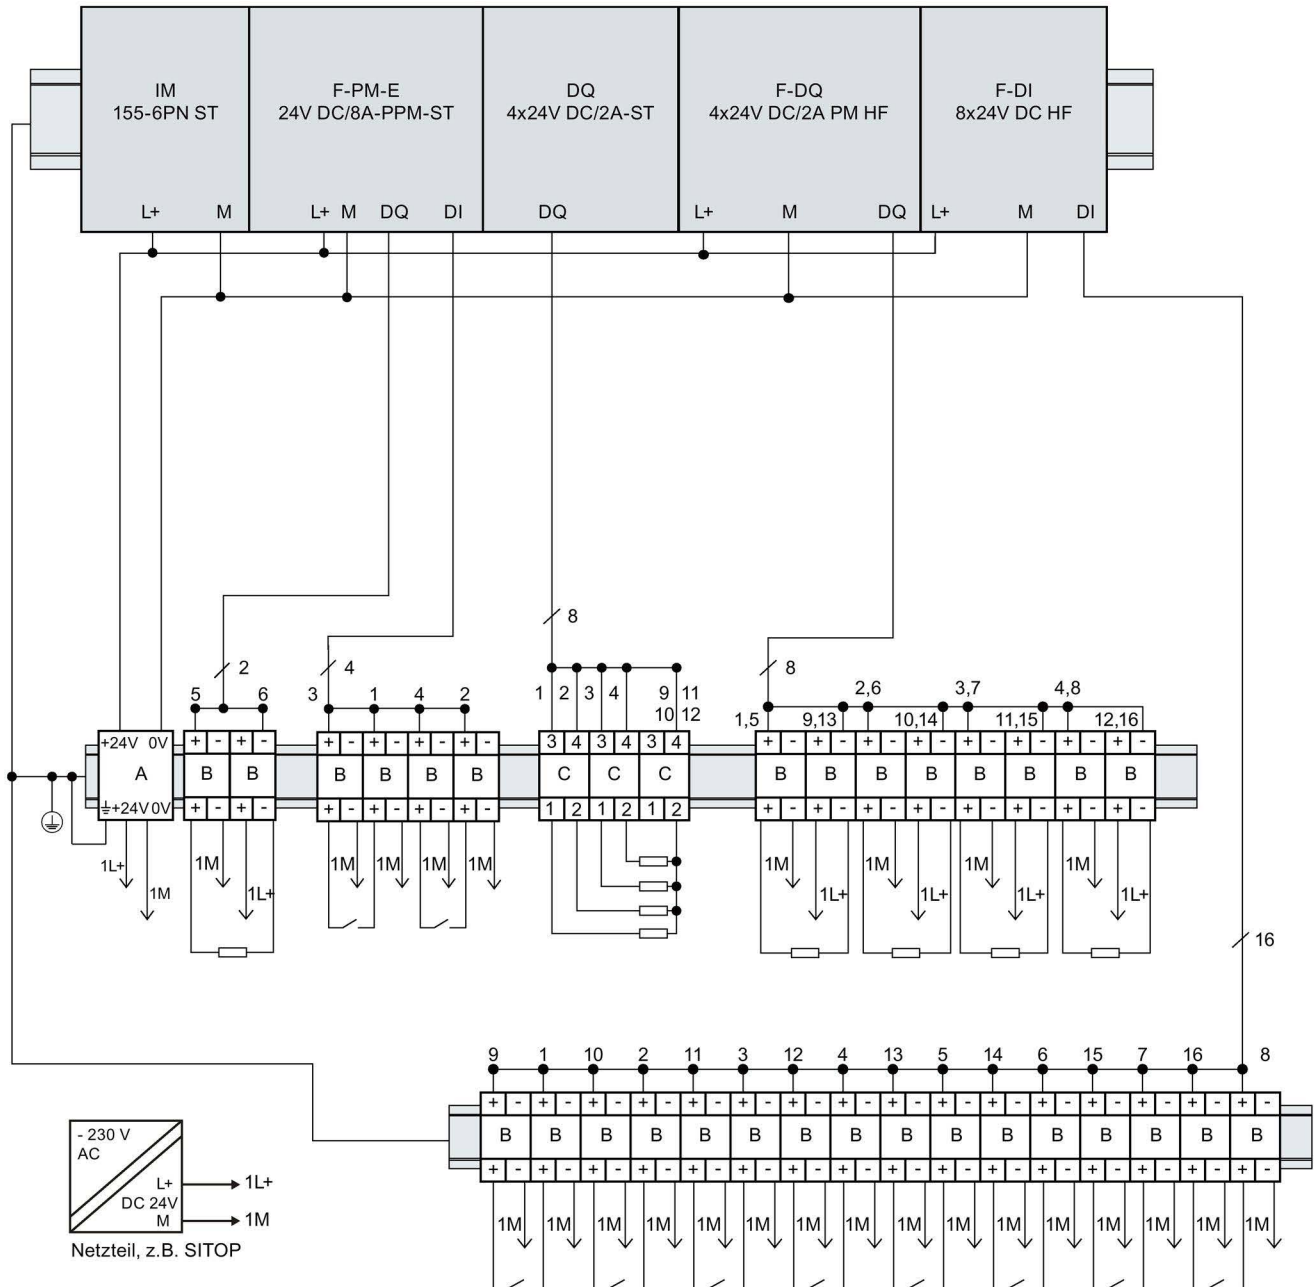 IM F-PM-E DQ F-DQ F-DI
155-6PN ST 24V DC/8A-PPM-ST 4x24V DC/2A-ST 4x24V DC/2A PM HF 8x24V DC HF
L+ M L+ M DQ DI DQ L+ M DQ L+ M DI
8
2 4 8
5 6 3 1 4 2 1 2 3 4 9 11 2,6 3,7 4,8
10 12 1,5 9,13 10,14 11,15 12,16
+24V 0V + - + - + - + - + - + - 3 4 3 4 3 4 + - + - + - + - + - + - + - + -
A B B B B B B C C C B B B B B B B B
+24V 0V + - + - + - + - + - + - 1 2 1 2 1 2 + - + - + - + - + - + - + - + -
1L+ 1M 1M 1M 1M 1M 1M 1M 1M 1M
1M 1L+ 1L+ 1L+ 1L+ 1L+
16
9 1 10 2 11 3 12 4 13 5 14 6 15 7 16 8
+ - + - + - + - + - + - + - + - + - + - + - + - + - + - + - + -
B B B B B B B B B B B B B B B B
+ - + - + - + - + - + - + - + - + - + - + - + - + - + - + - + -
1M 1M 1M 1M 1M 1M 1M 1M 1M 1M 1M 1M 1M 1M 1M 1M
- 230 V
AC
L+ 1L+
DC 24V
M 1M
Netzteil, z.B. SITOP